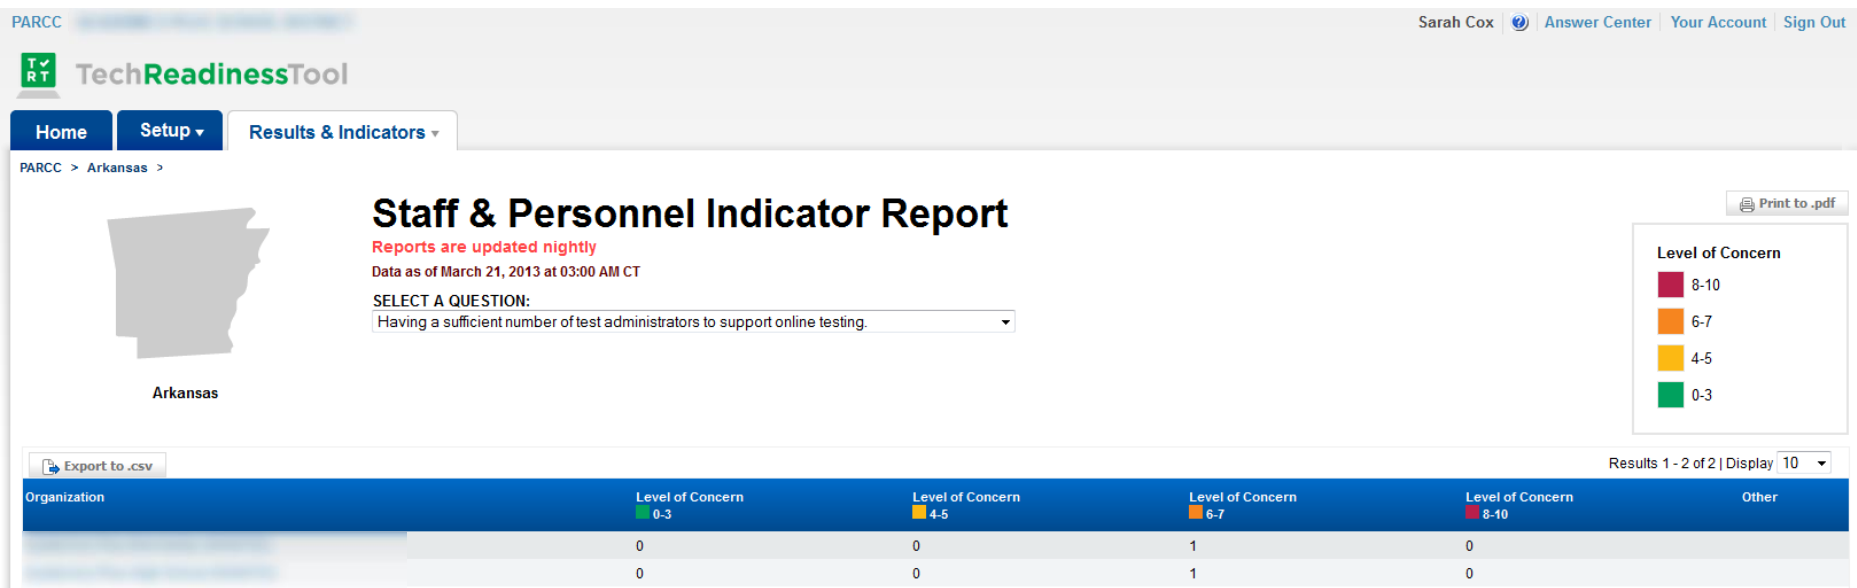 PARCC
Sarah Cox Answer Center Your Account Sign Out
T R T
TechReadinessTool
Home Setup Results & Indicators
PARCC > Arkansas >
Staff & Personnel Indicator Report
Print to .pdf
Reports are updated nightly
Data as of March 21, 2013 at 03:00 AM CT
SELECT A QUESTION:
Having a sufficient number of test administrators to support online testing.
Level of Concern
8-10
6-7
4-5
0-3
Arkansas
Export to .csv
Results 1 - 2 of 2 | Display 10
Organization Level of Concern Level of Concern Level of Concern Level of Concern Other
0-3 4-5 6-7 8-10
0 0 1 0
0 0 1 0